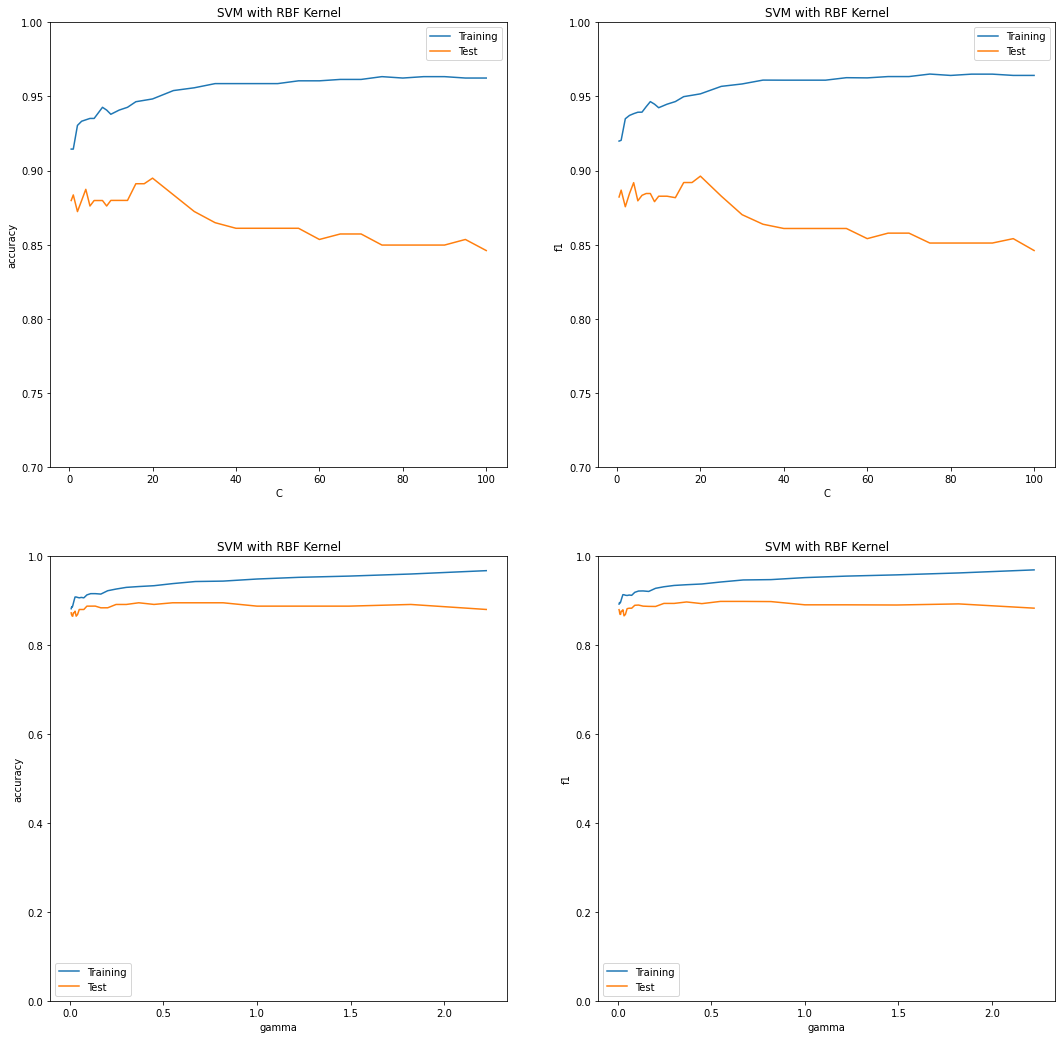 SVM with RBF Kernel
1.00
0.95
0.90
0.85
0.80
0.75
0.70
accuracy
Training
Test
0 20 40 60 80 100
C
SVM with RBF Kernel
1.00
0.95
0.90
0.85
0.80
0.75
0.70
f1
Training
Test
0 20 40 60 80 100
C
SVM with RBF Kernel
1.0
0.8
0.6
0.4
0.2
0.0
accuracy
Training
Test
0.0 0.5 1.0 1.5 2.0
gamma
SVM with RBF Kernel
1.0
0.8
0.6
0.4
0.2
0.0
f1
Training
Test
0.0 0.5 1.0 1.5 2.0
gamma